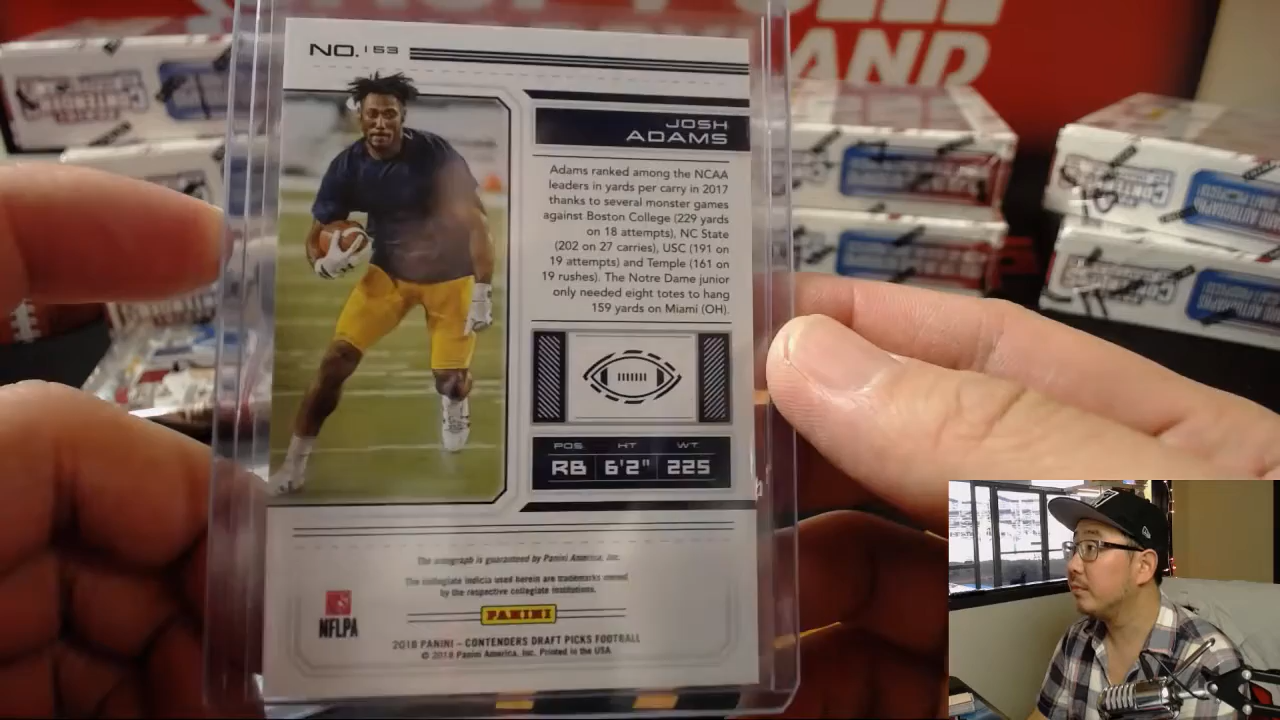 AND
NO. 153
JOSH
ADAMS
Adams ranked among the NCAA
leaders in yards per carry in 2017
thanks to several monster games
against Boston College (229 yards
on 18 attempts), NC State
(202 on 27 carries), USC (191 on
19 attempts) and Temple (161 on
19 rushes). The Notre Dame junior
only needed eight totes to hang
159 yards on Miami (OH).
POS. HT WT.
RB 6'2" 225
The autograph is guaranteed by Panini America, Inc.
The collegiate indicia used herein are trademarks owned
by the respective collegiate institutions.
PANINI
NFLPA
2018 PANINI – CONTENDERS DRAFT PICKS FOOTBALL
© 2018 Panini America, Inc. Printed in the USA